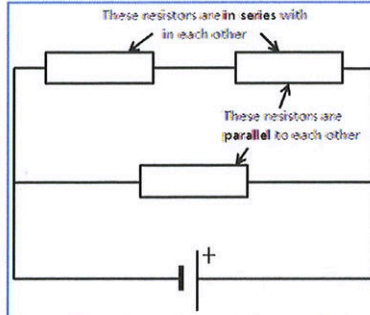 These resistors are in series with
in each other
These resistors are
parallel to each other
+